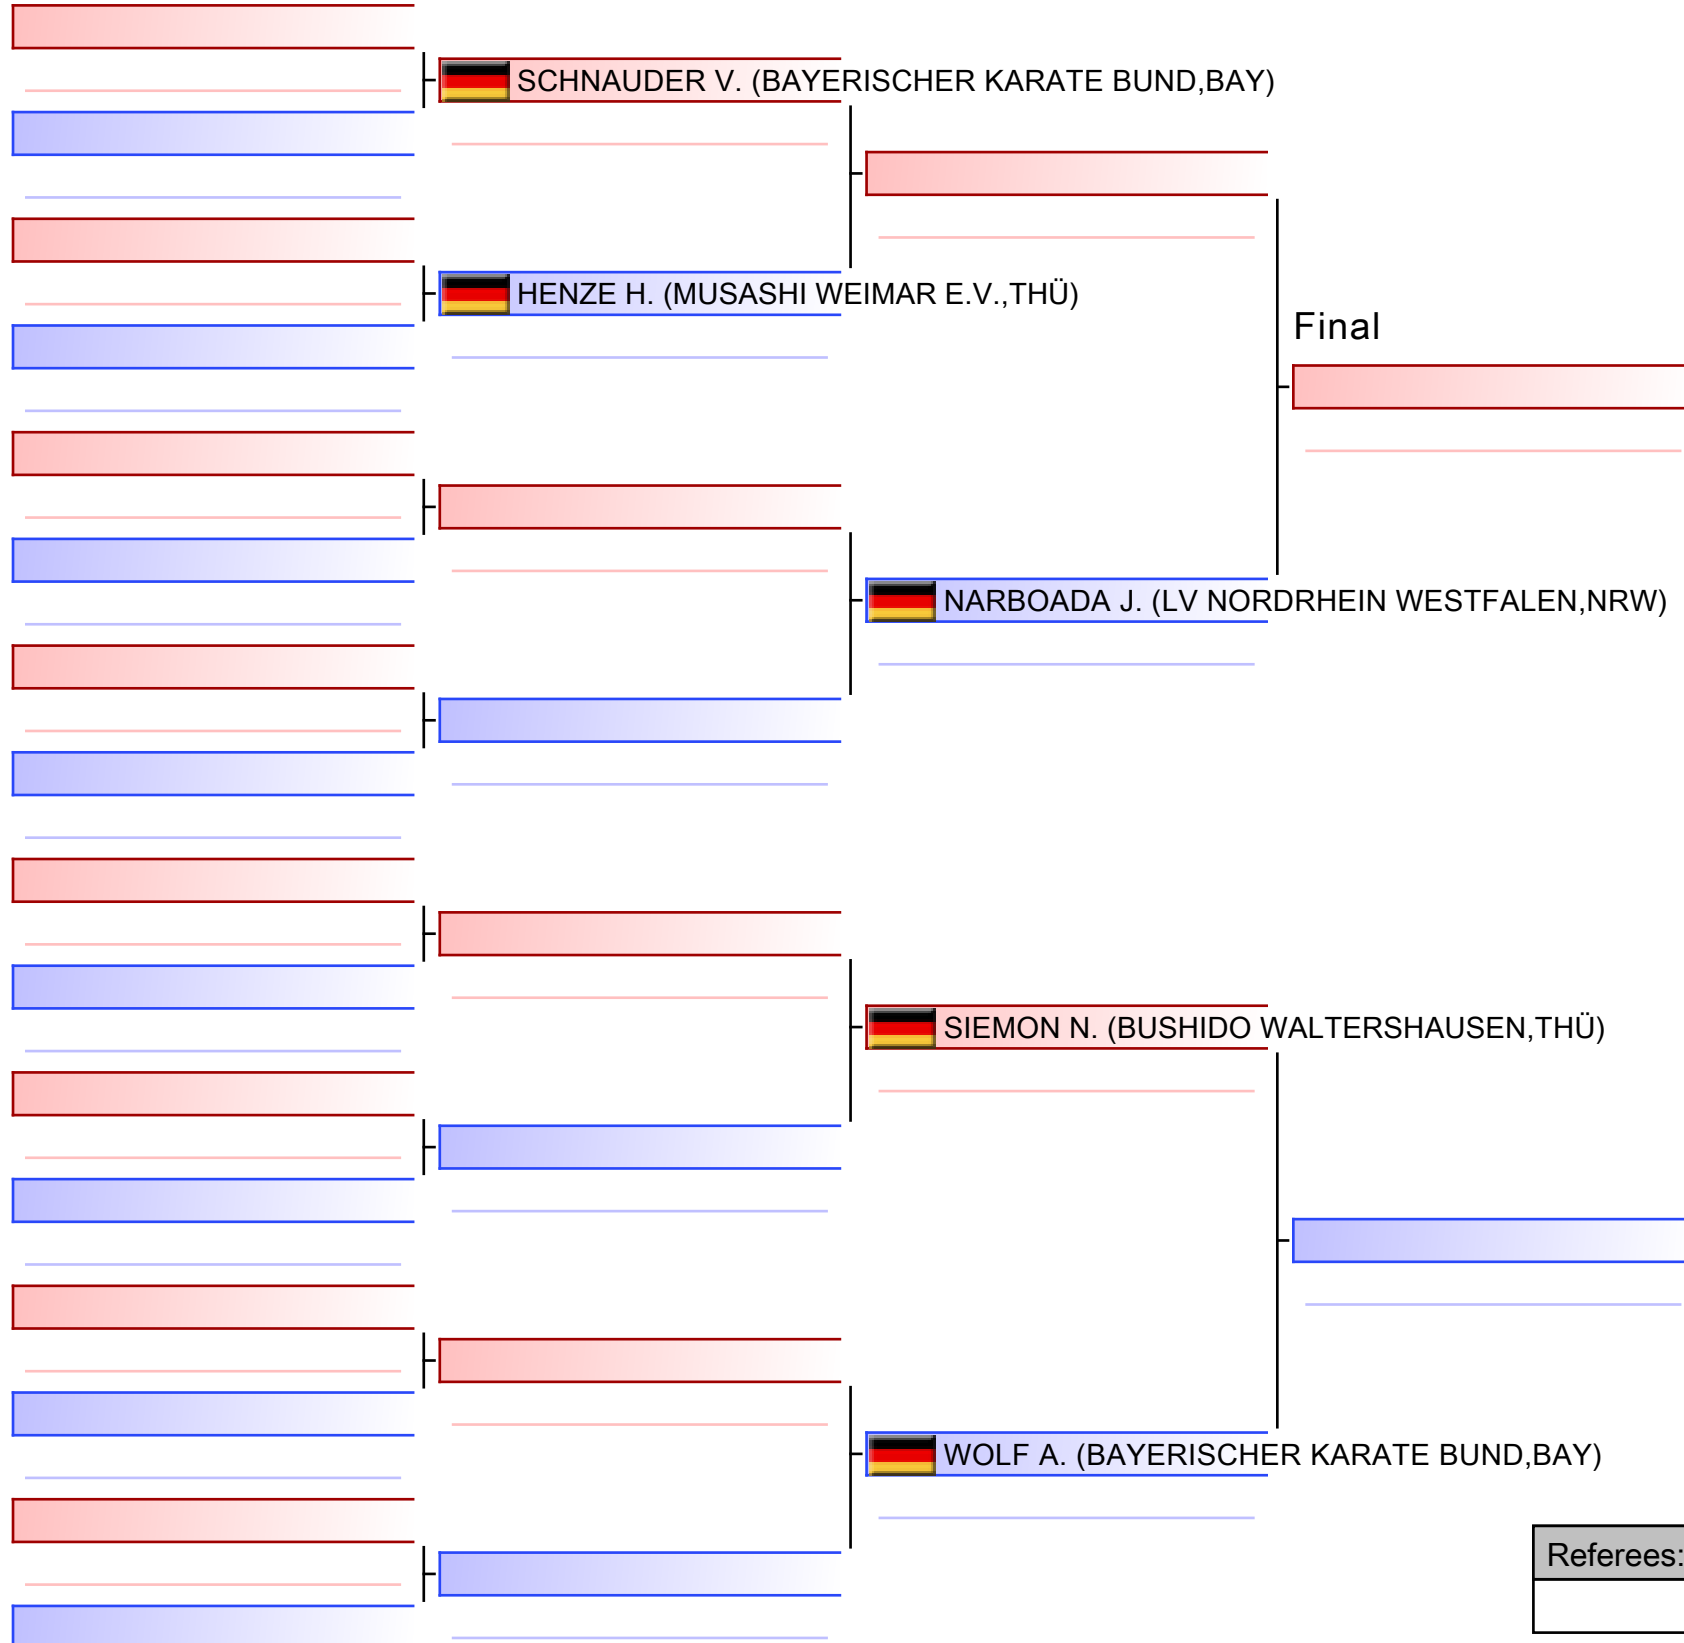 SCHNAUDER V. (BAYERISCHER KARATE BUND,BAY)
HENZE H. (MUSASHI WEIMAR E.V.,THÜ)
Final
NARBOADA J. (LV NORDRHEIN WESTFALEN,NRW)
SIEMON N. (BUSHIDO WALTERSHAUSEN,THÜ)
WOLF A. (BAYERISCHER KARATE BUND,BAY)
Referees: